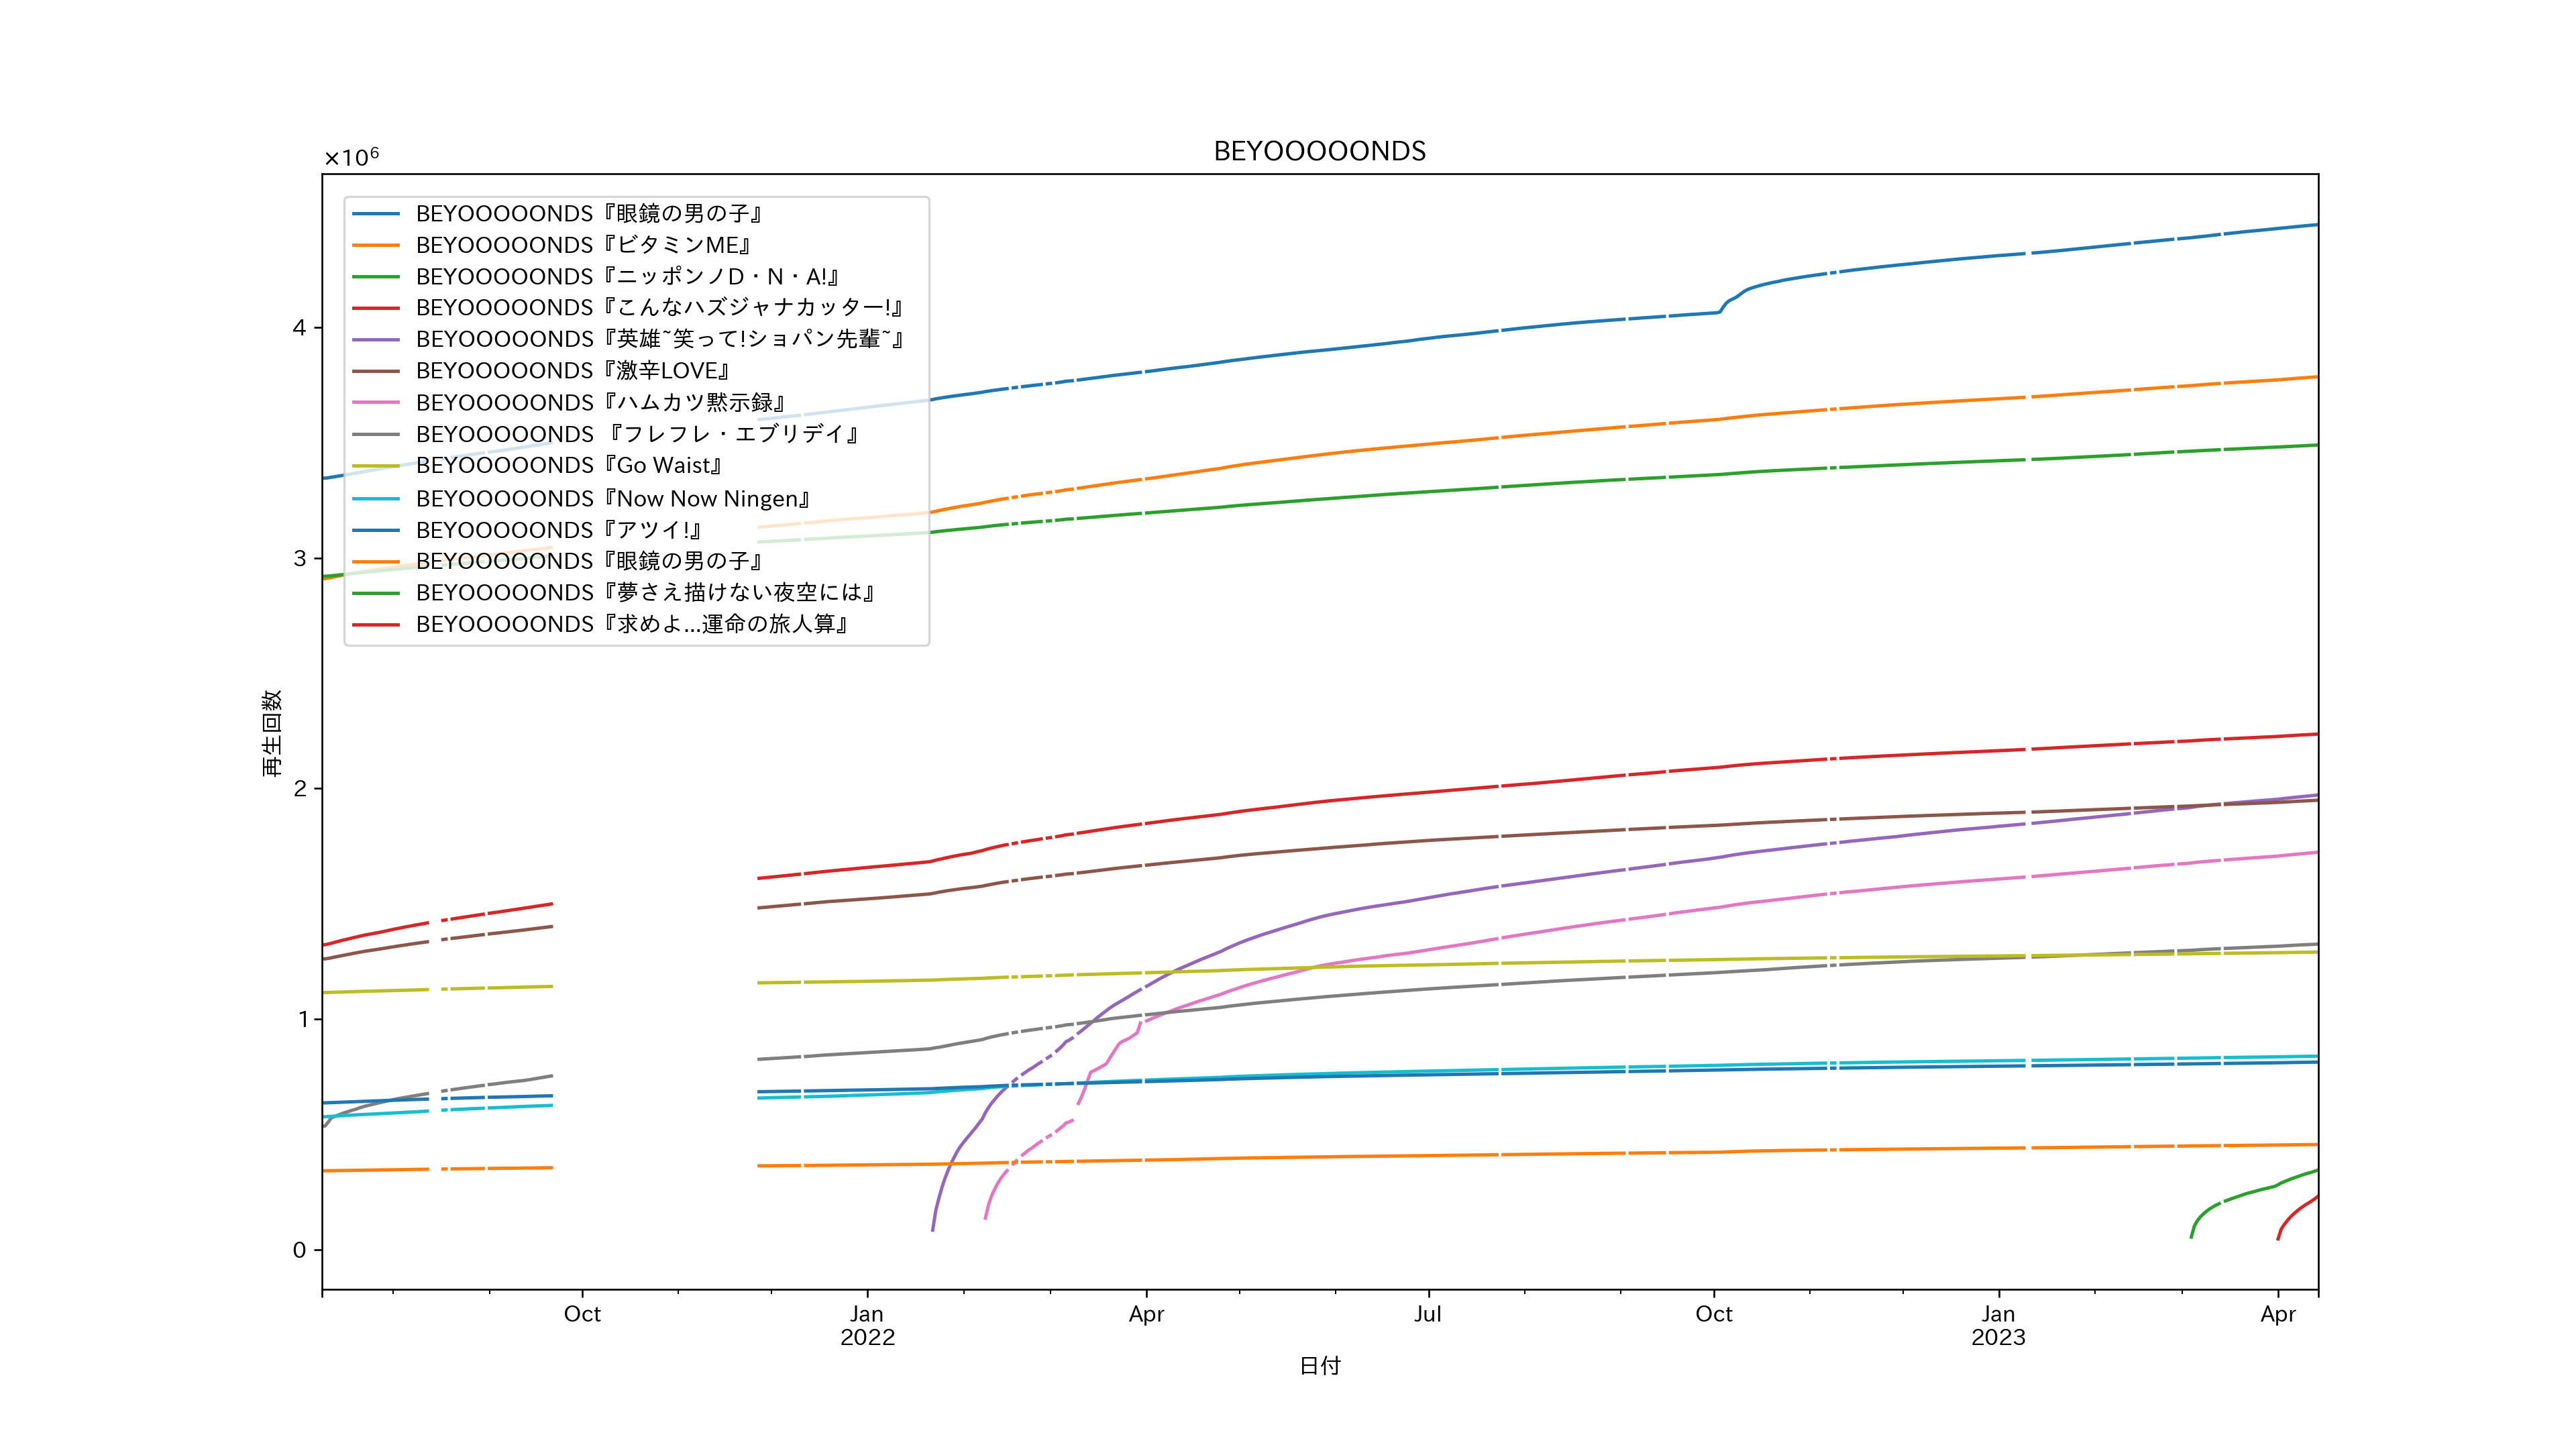 BEYOOOOONDS
×10⁶
BEYOOOOONDS『眼鏡の男の子』
BEYOOOOONDS『ビタミンME』
BEYOOOOONDS『ニッポンノD・N・A!』
BEYOOOOONDS『こんなハズジャナカッター!』
BEYOOOOONDS『英雄~笑って!ショパン先輩~』
BEYOOOOONDS『激辛LOVE』
BEYOOOOONDS『ハムカツ黙示録』
BEYOOOOONDS 『フレフレ・エブリデイ』
BEYOOOOONDS『Go Waist』
BEYOOOOONDS『Now Now Ningen』
BEYOOOOONDS『アツイ!』
BEYOOOOONDS『眼鏡の男の子』
BEYOOOOONDS『夢さえ描けない夜空には』
BEYOOOOONDS『求めよ...運命の旅人算』
4
3
2
1
0
再生回数
Oct Jan Apr Jul Oct Jan Apr
2022 2023
日付